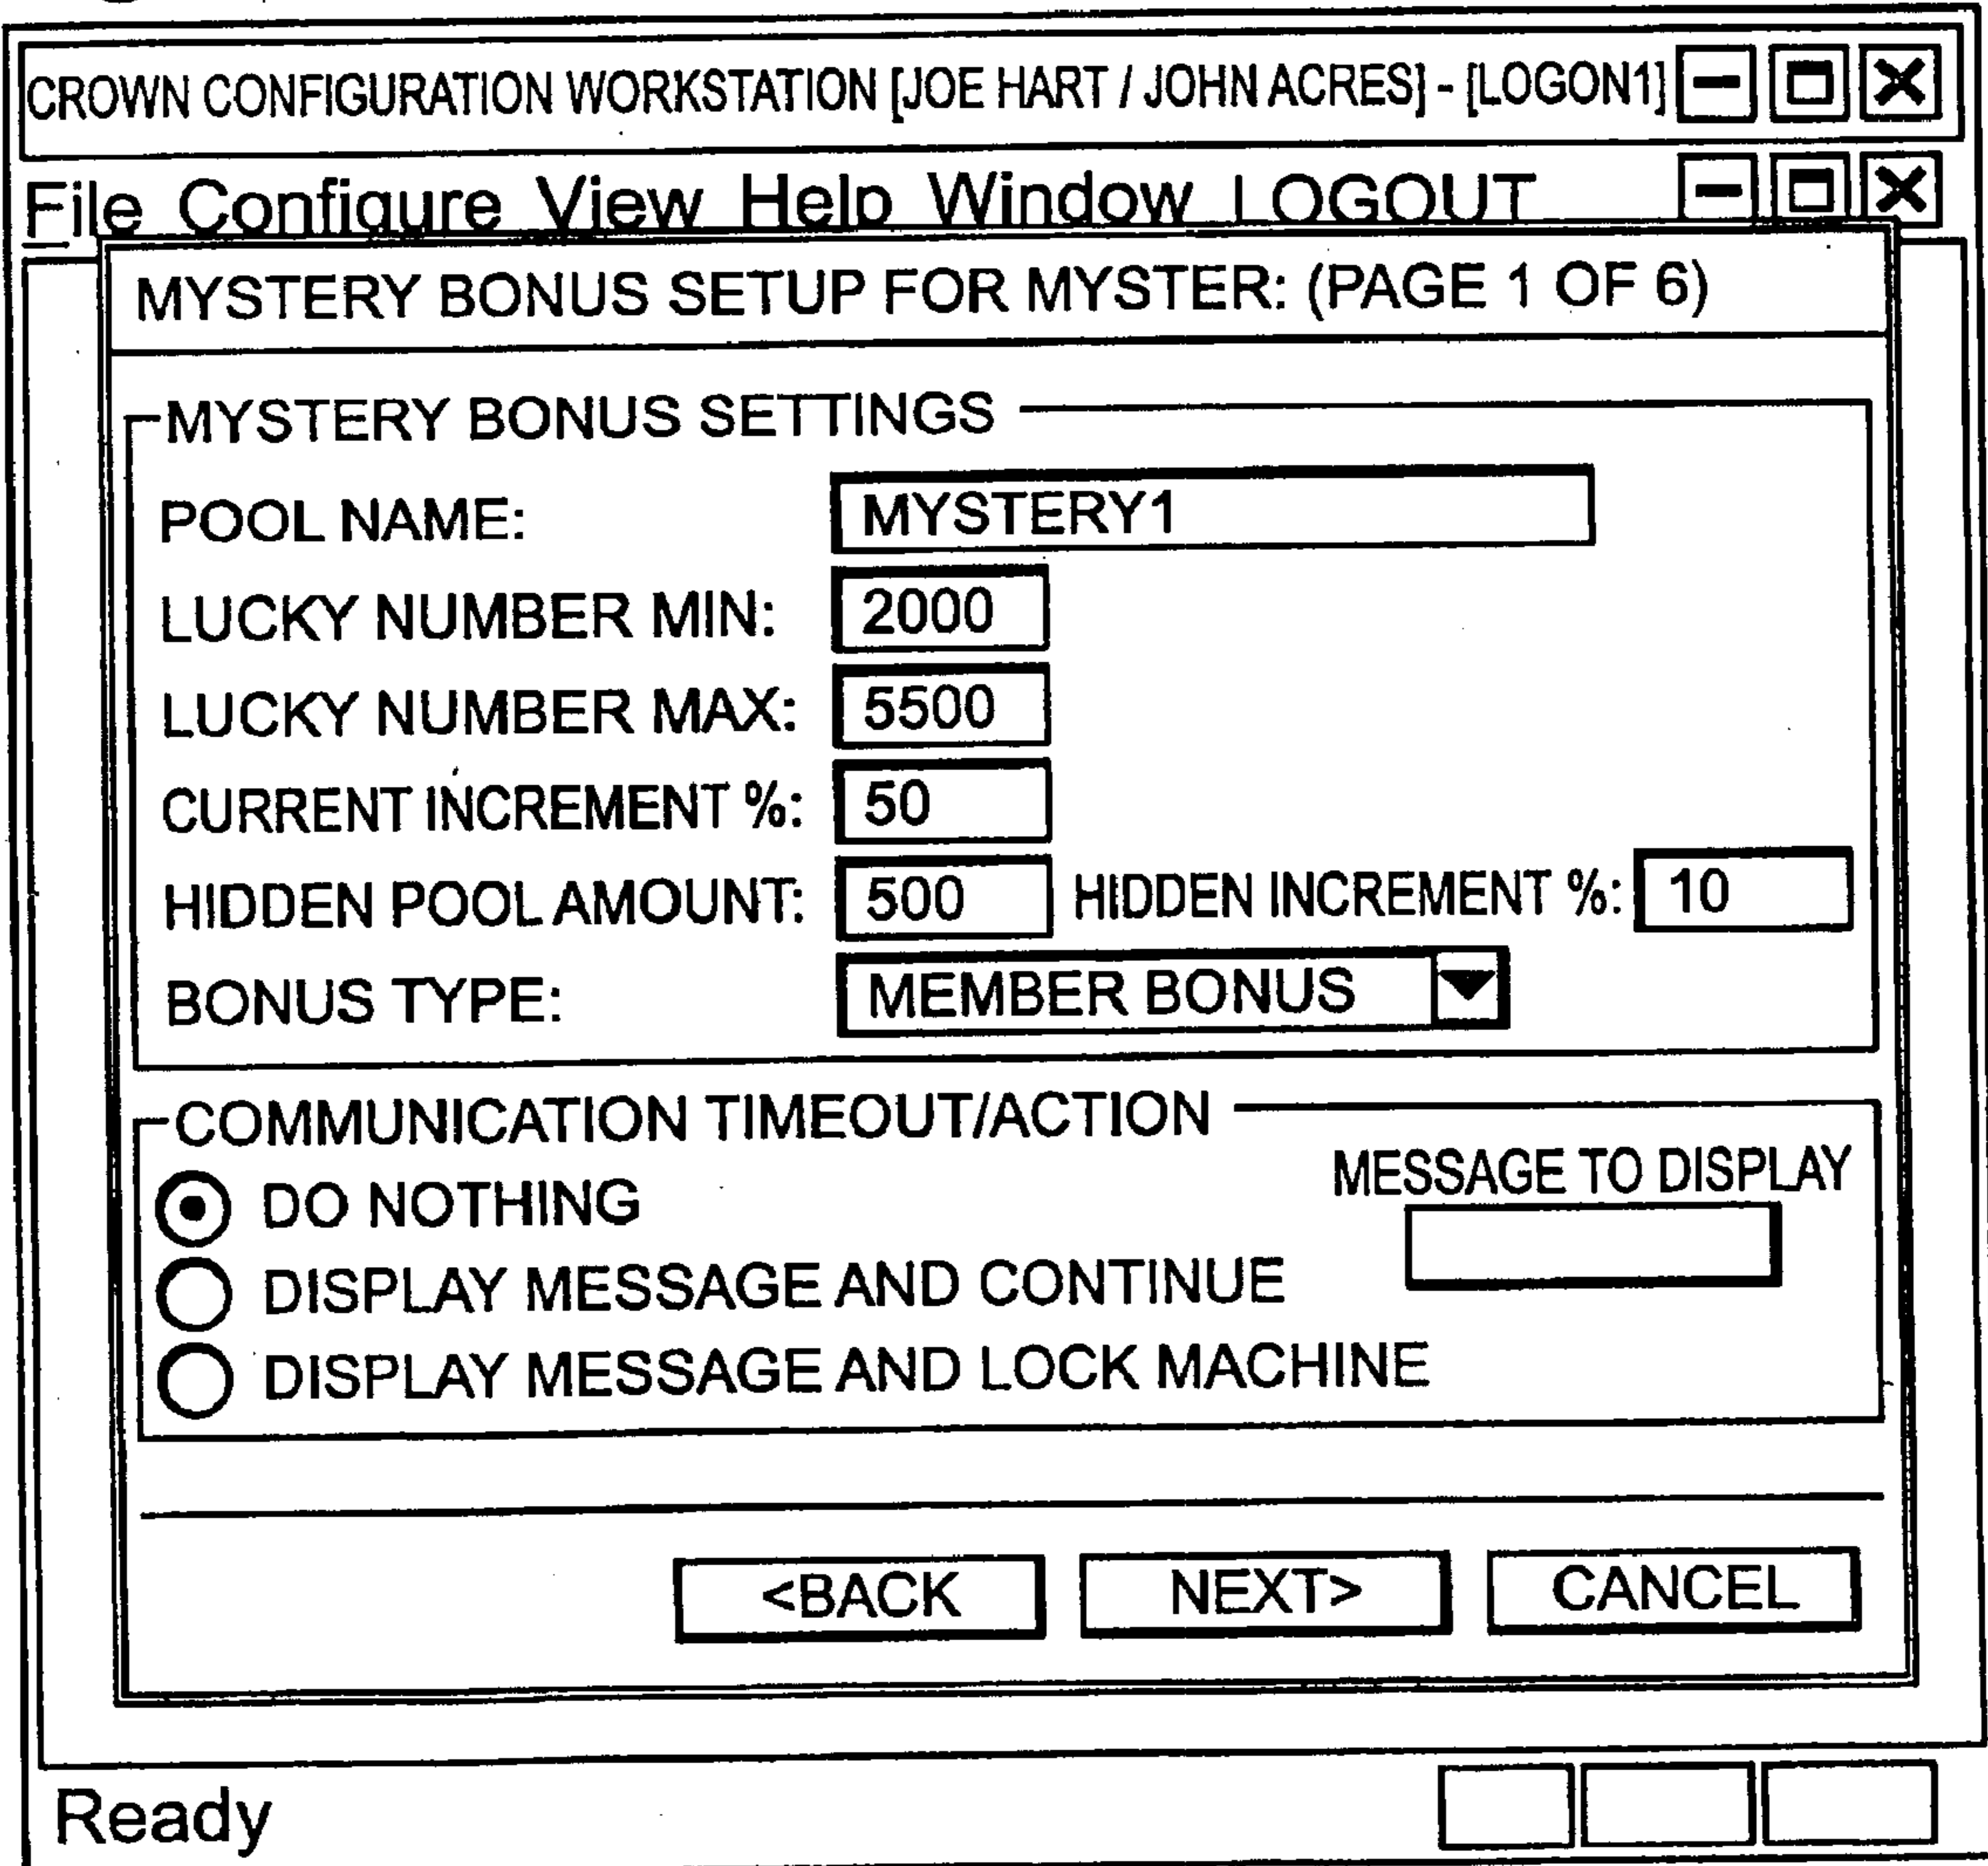 CROWN CONFIGURATION WORKSTATION [JOE HART / JOHN ACRES] - [LOGON1]
File Configure View Help Window LOGOUT
MYSTERY BONUS SETUP FOR MYSTER: (PAGE 1 OF 6)
MYSTERY BONUS SETTINGS
POOL NAME: MYSTERY1
LUCKY NUMBER MIN: 2000
LUCKY NUMBER MAX: 5500
CURRENT INCREMENT %: 50
HIDDEN POOL AMOUNT: 500 HIDDEN INCREMENT %: 10
BONUS TYPE: MEMBER BONUS
COMMUNICATION TIMEOUT/ACTION
MESSAGE TO DISPLAY
DO NOTHING
DISPLAY MESSAGE AND CONTINUE
DISPLAY MESSAGE AND LOCK MACHINE
<BACK NEXT> CANCEL
Ready